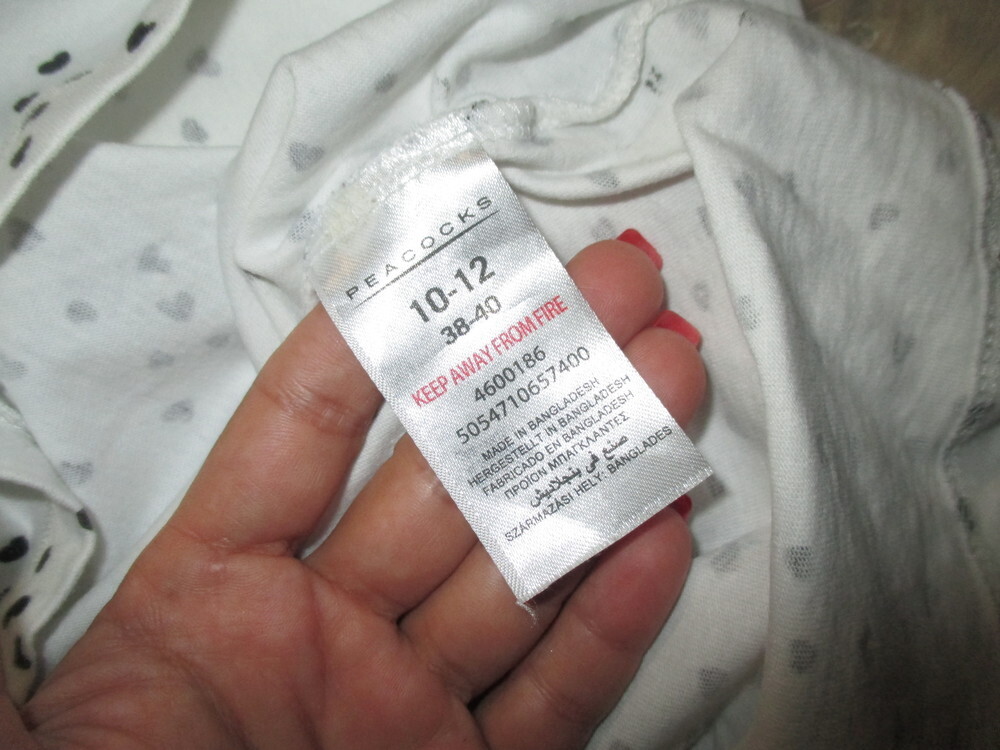 PEACOCKS
10-12
38-40
KEEP AWAY FROM FIRE
4600186
5054710657400
MADE IN BANGLADESH
HERGESTELLT IN BANGLADESH
FABRICADO EN BANGLADESH
ΠΡΟΪΟΝ ΜΠΑΓΚΛΑΝΤΕΣ
صنع في بنجلاديش
SZÁRMAZÁSI HELY: BANGLADES